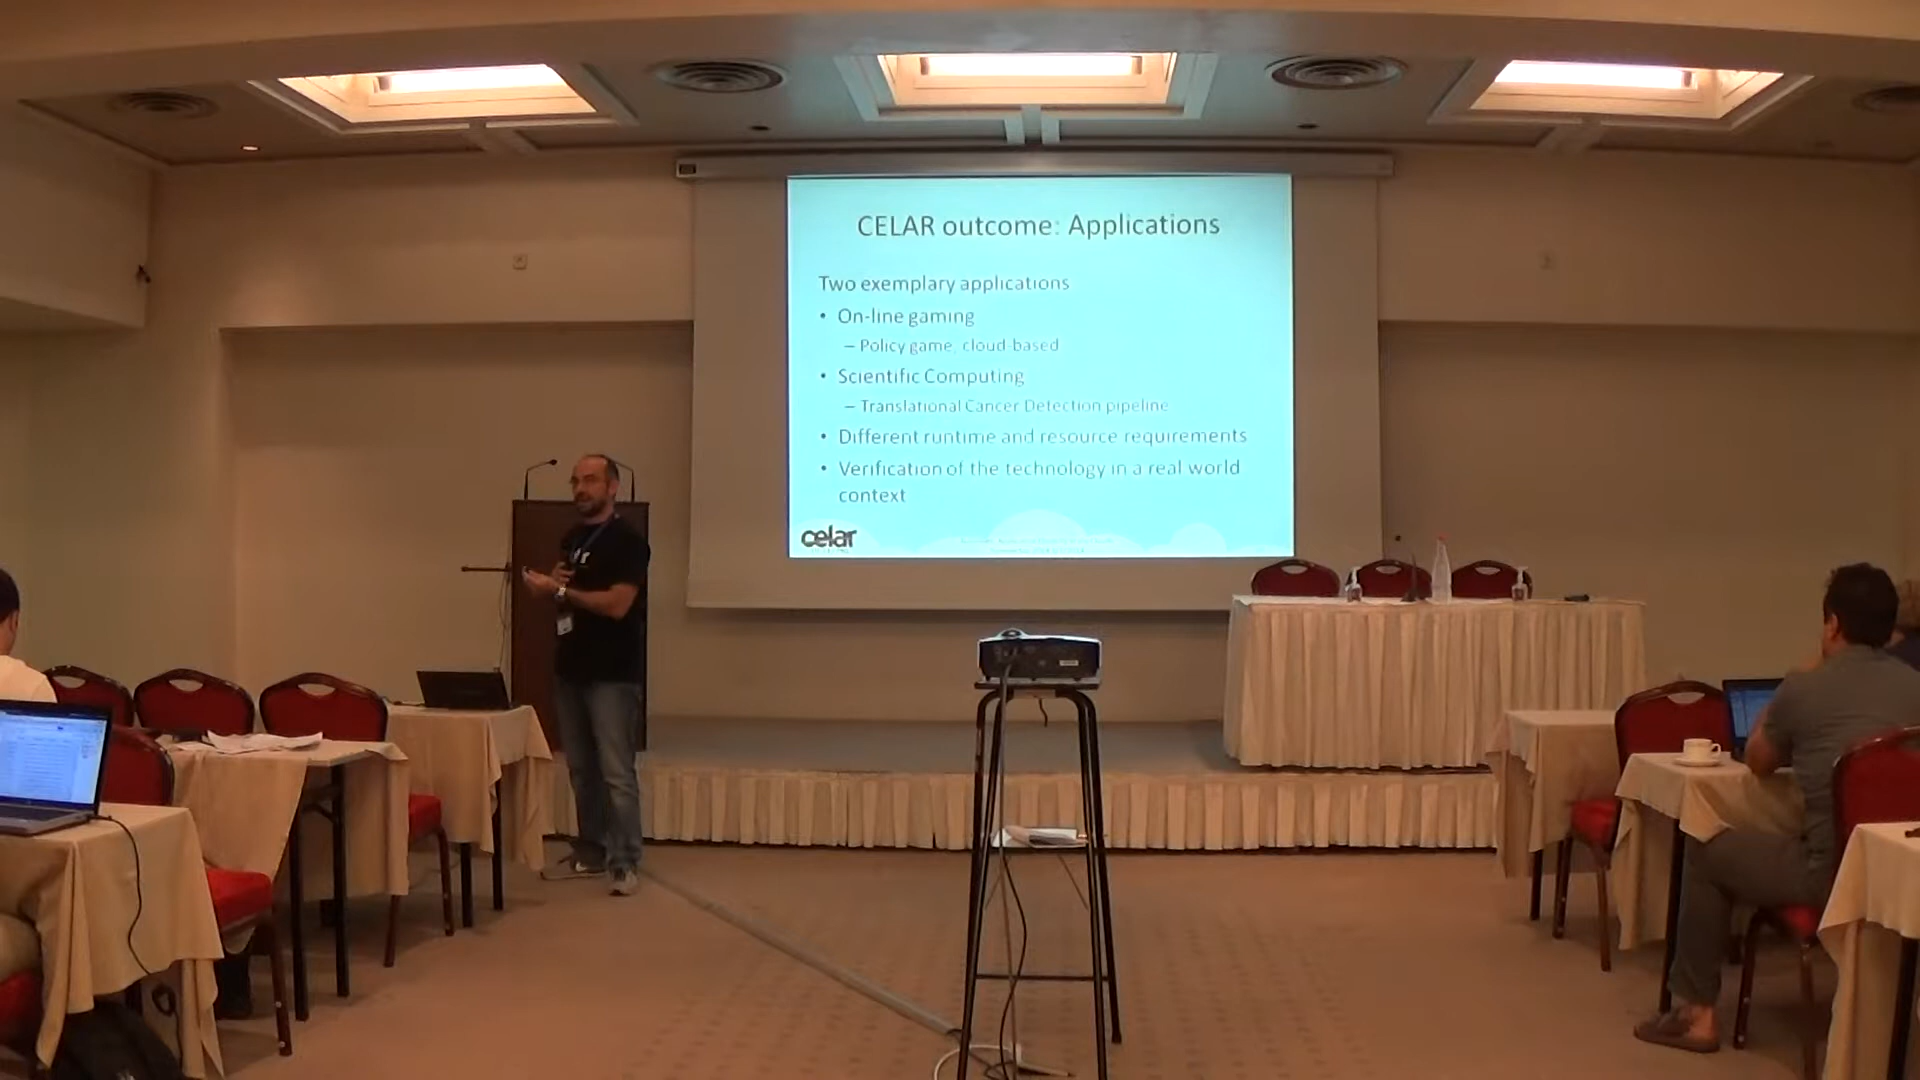 CELAR outcome: Applications
Two exemplary applications
• On-line gaming
– Policy game, cloud-based
• Scientific Computing
– Translational Cancer Detection pipeline
• Different runtime and resource requirements
• Verification of the technology in a real world
context
celar